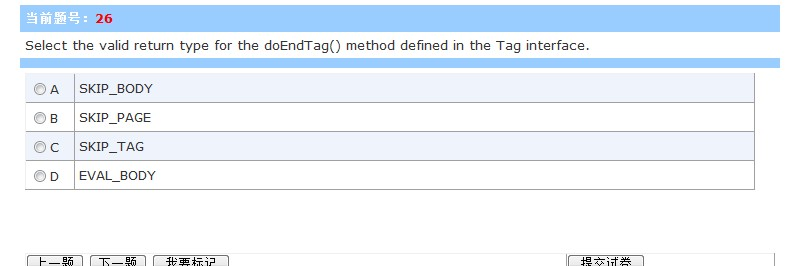 当前题号：26
Select the valid return type for the doEndTag() method defined in the Tag interface.
A SKIP_BODY
B SKIP_PAGE
C SKIP_TAG
D EVAL_BODY
上一题 下一题 我要标记 提交试卷